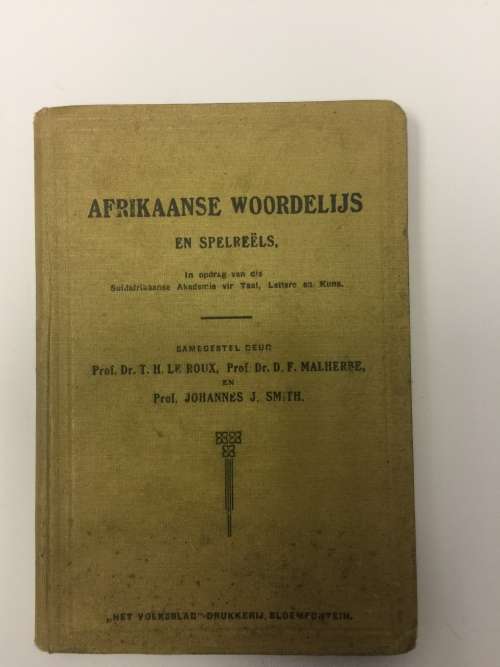 AFRIKAANSE WOORDELIJS
EN SPELREËLS,
In opdrag van die
Suidafrikaanse Akademie vir Taal, Lettere en Kuns.
SAMEGESTEL DEUR
Prof. Dr. T. H. LE ROUX, Prof. Dr. D. F. MALHERBE,
EN
Prof. JOHANNES J. SMITH.
„HET VOLKSBLAD"-DRUKKERIJ, BLOEMFONTEIN.